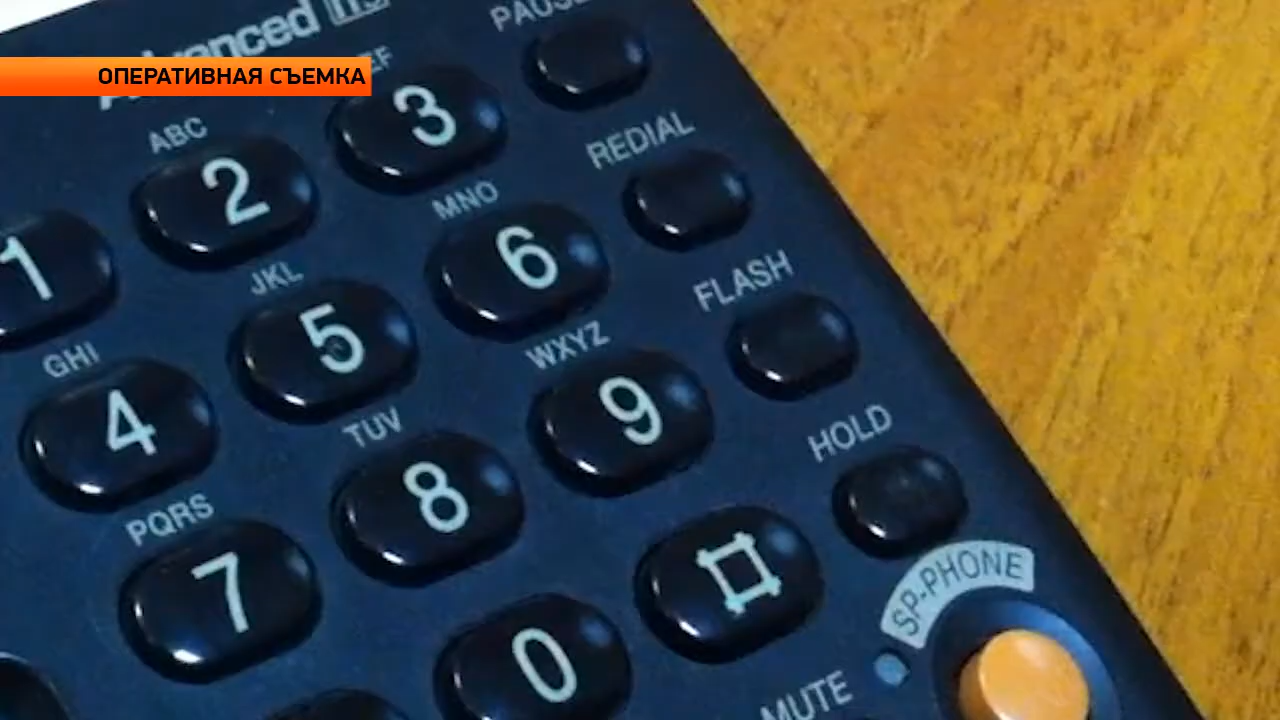 ОПЕРАТИВНАЯ СЪЕМКА
PAUSE
ABC
3
REDIAL
2
MNO
1
6
FLASH
JKL
5
WXYZ
GHI
9
HOLD
4
TUV
8
PQRS
7
SP-PHONE
0
MUTE